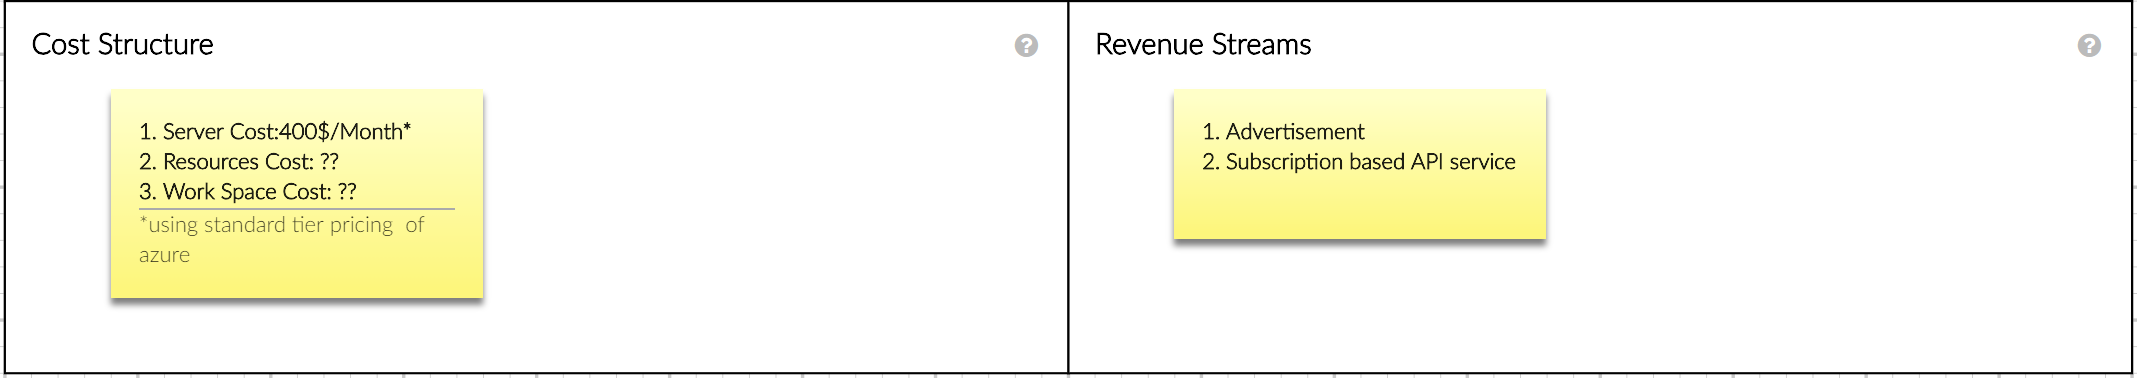 Cost Structure
?
1. Server Cost:400$/Month*
2. Resources Cost: ??
3. Work Space Cost: ??
*using standard tier pricing  of
azure
Revenue Streams
?
1. Advertisement
2. Subscription based API service